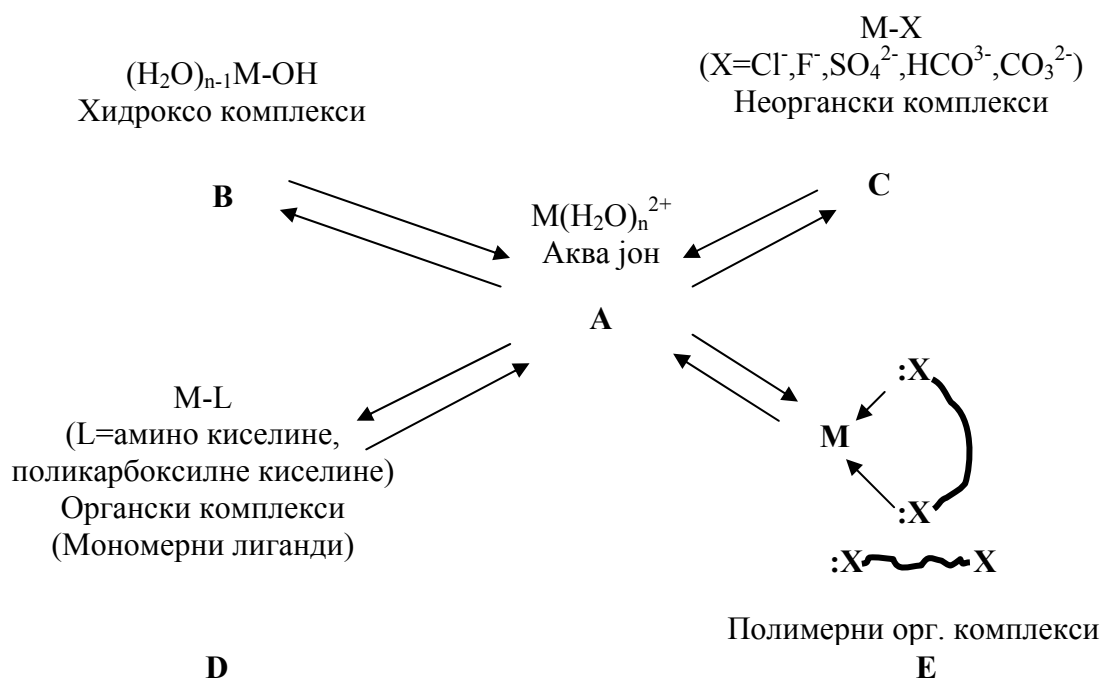 (H₂O)ₙ₋₁M-OH
Хидроксо комплекси
B
M-X
(X=Cl⁻,F⁻,SO₄²⁻,HCO³⁻,CO₃²⁻)
Неоргански комплекси
C
M(H₂O)ₙ²⁺
Аква јон
A
M-L
(L=амино киселине,
поликарбоксилне киселине)
Органски комплекси
(Мономерни лиганди)
D
:X
M
:X
:X X
Полимерни орг. комплекси
E